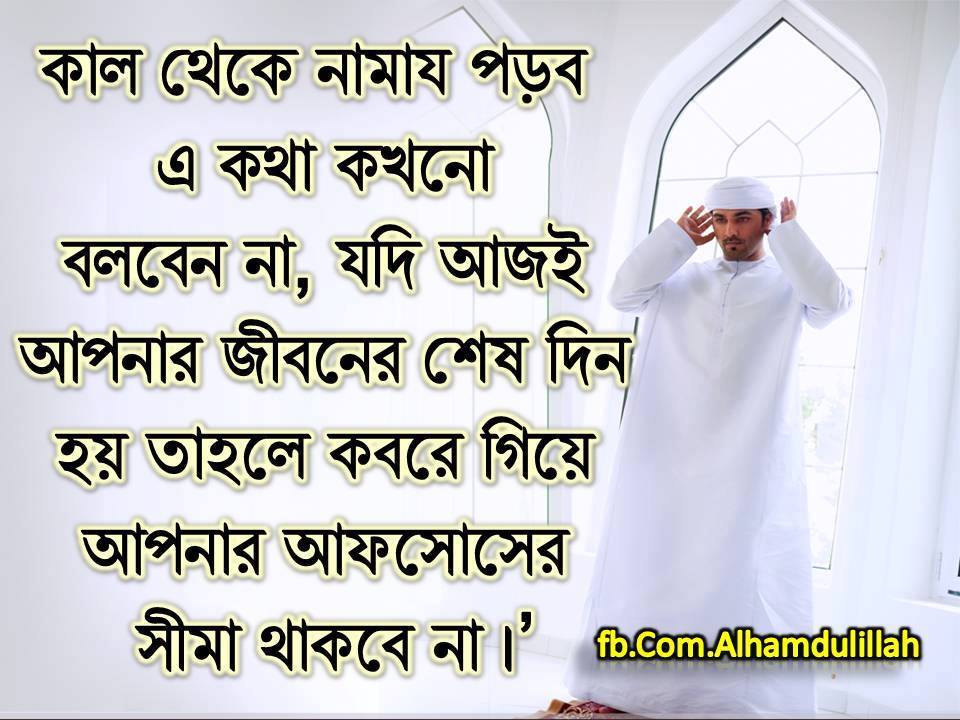 কাল থেকে নামায পড়ব
এ কথা কখনো
বলবেন না, যদি আজই
আপনার জীবনের শেষ দিন
হয় তাহলে কবরে গিয়ে
আপনার আফসোসের
সীমা থাকবে না।’
fb.Com.Alhamdulillah